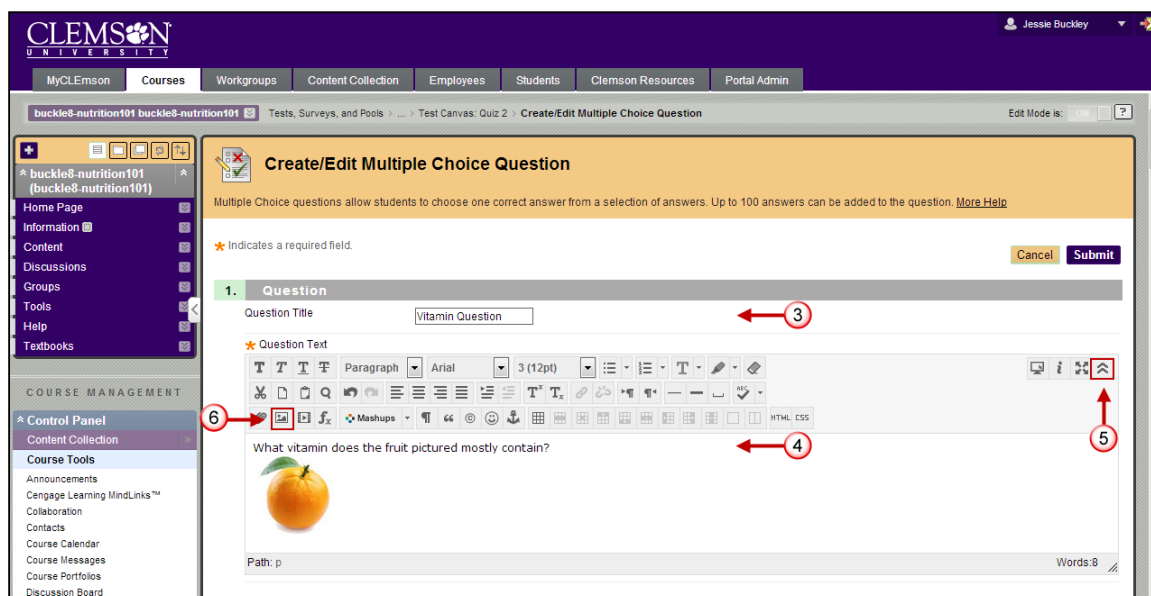 CLEMSON
UNIVERSITY
Jessie Buckley
MyCLEmson Courses Workgroups Content Collection Employees Students Clemson Resources Portal Admin
buckle8-nutrition101 buckle8-nutrition101 Tests, Surveys, and Pools > ... > Test Canvas: Quiz 2 > Create/Edit Multiple Choice Question Edit Mode is: ON ?
buckle8-nutrition101
(buckle8-nutrition101)
Home Page
Information
Content
Discussions
Groups
Tools
Help
Textbooks
COURSE MANAGEMENT
Control Panel
Content Collection
Course Tools
Announcements
Cengage Learning MindLinks™
Collaboration
Contacts
Course Calendar
Course Messages
Course Portfolios
Discussion Board
Create/Edit Multiple Choice Question
Multiple Choice questions allow students to choose one correct answer from a selection of answers. Up to 100 answers can be added to the question. More Help
Indicates a required field.
Cancel Submit
1. Question
Question Title Vitamin Question 3
Question Text
T T T T Paragraph Arial 3 (12pt) T i
Tx Tx ABC
6 fx Mashups ¶ “ © HTML CSS 5
What vitamin does the fruit pictured mostly contain? 4
Path: p Words:8